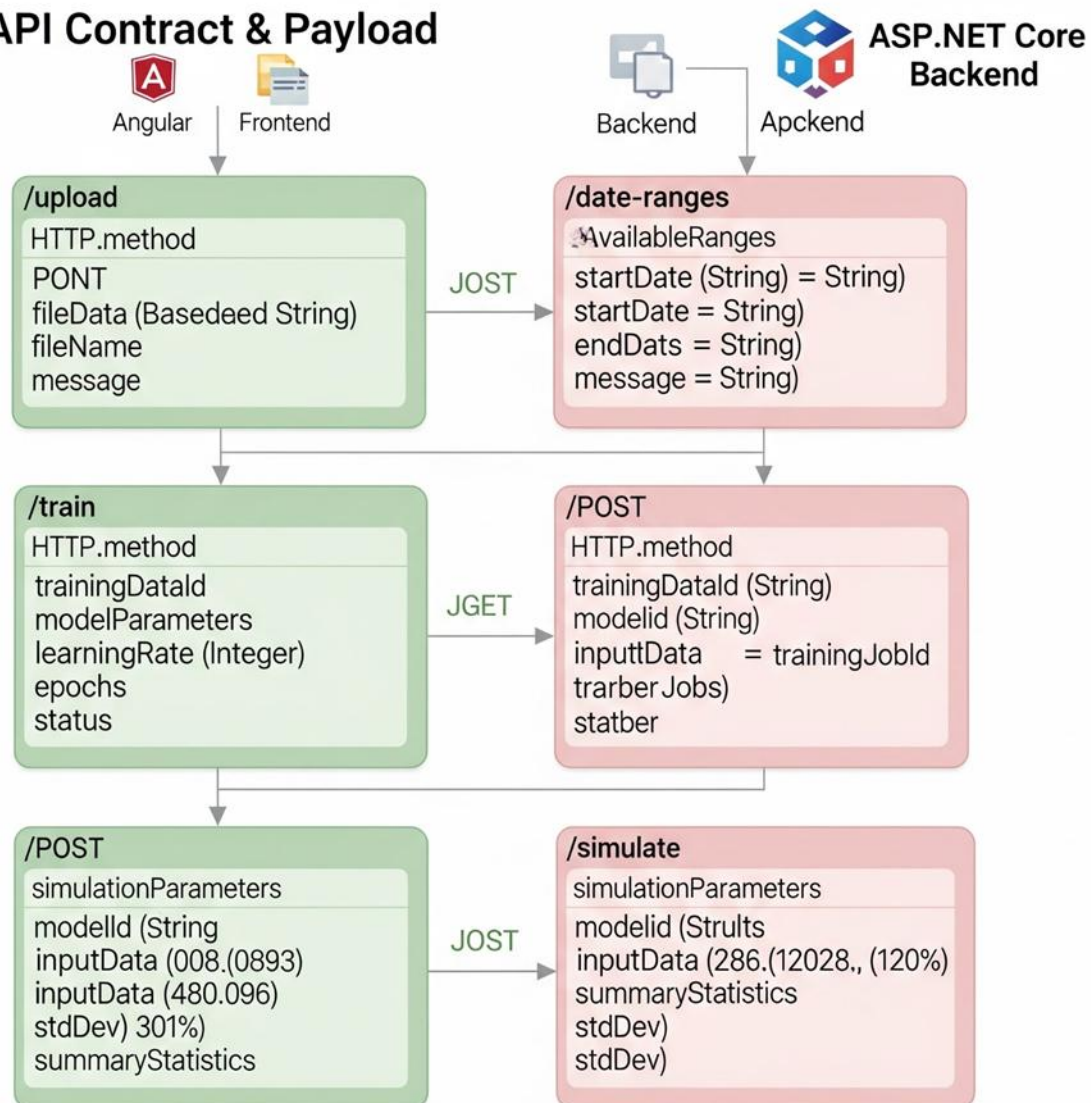 API Contract & Payload
Angular
Frontend
Backend
Apckend
ASP.NET Core
Backend
/upload
HTTP.method
PONT
fileData (Basedeed String)
fileName
message
JOST
/date-ranges
AvailableRanges
startDate (String) = String)
startDate = String)
endDats = String)
message = String)
/train
HTTP.method
trainingDataId
modelParameters
learningRate (Integer)
epochs
status
JGET
/POST
HTTP.method
trainingDataId (String)
modelid (String)
inputtData = trainingJobId
trarberJobs)
statber
/POST
simulationParameters
modelId (String
inputData (008.(0893)
inputData (480.096)
stdDev) 301%)
summaryStatistics
JOST
/simulate
simulationParameters
modelid (Strults
inputData (286.(12028., (120%)
summaryStatistics
stdDev)
stdDev)